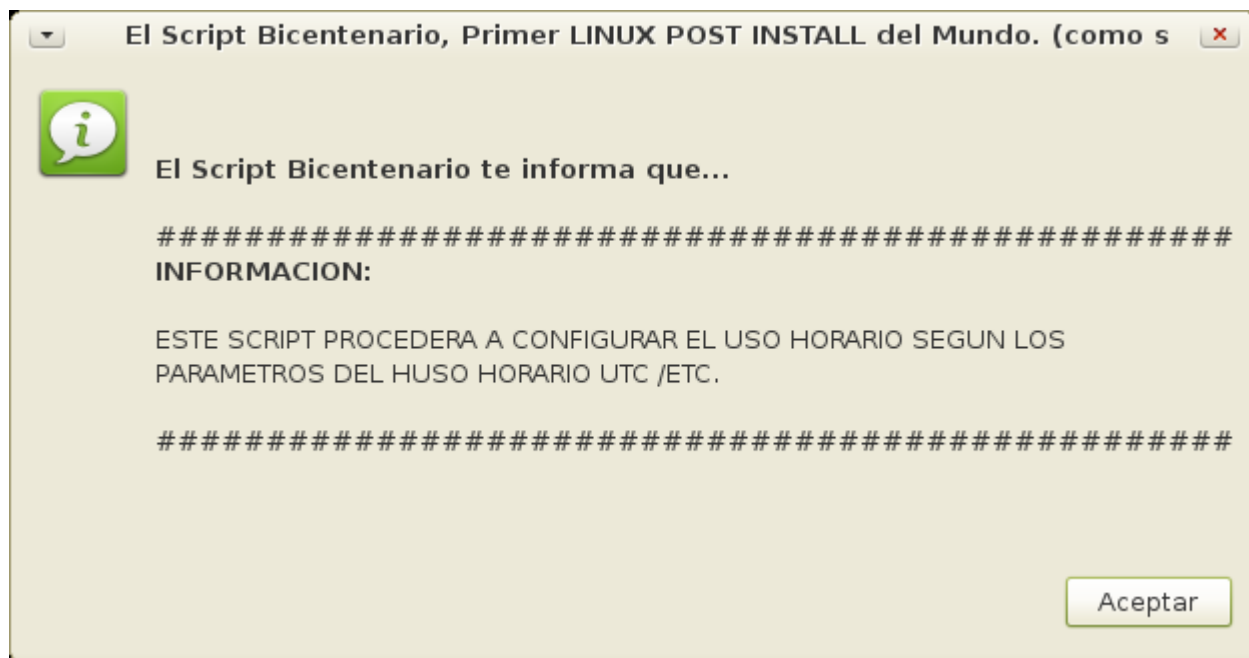 El Script Bicentenario, Primer LINUX POST INSTALL del Mundo. (como s
El Script Bicentenario te informa que...
#################################################
INFORMACION:
ESTE SCRIPT PROCEDERA A CONFIGURAR EL USO HORARIO SEGUN LOS
PARAMETROS DEL HUSO HORARIO UTC /ETC.
#################################################
Aceptar